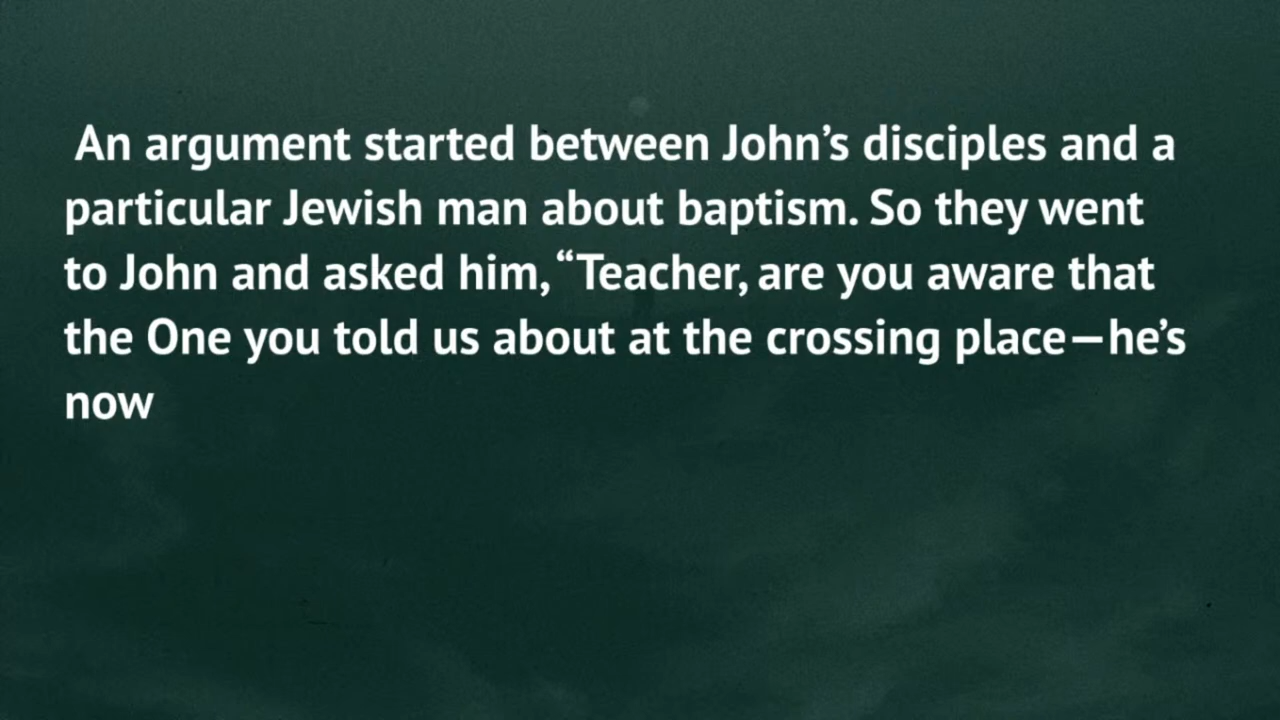 An argument started between John’s disciples and a
particular Jewish man about baptism. So they went
to John and asked him, “Teacher, are you aware that
the One you told us about at the crossing place—he’s
now